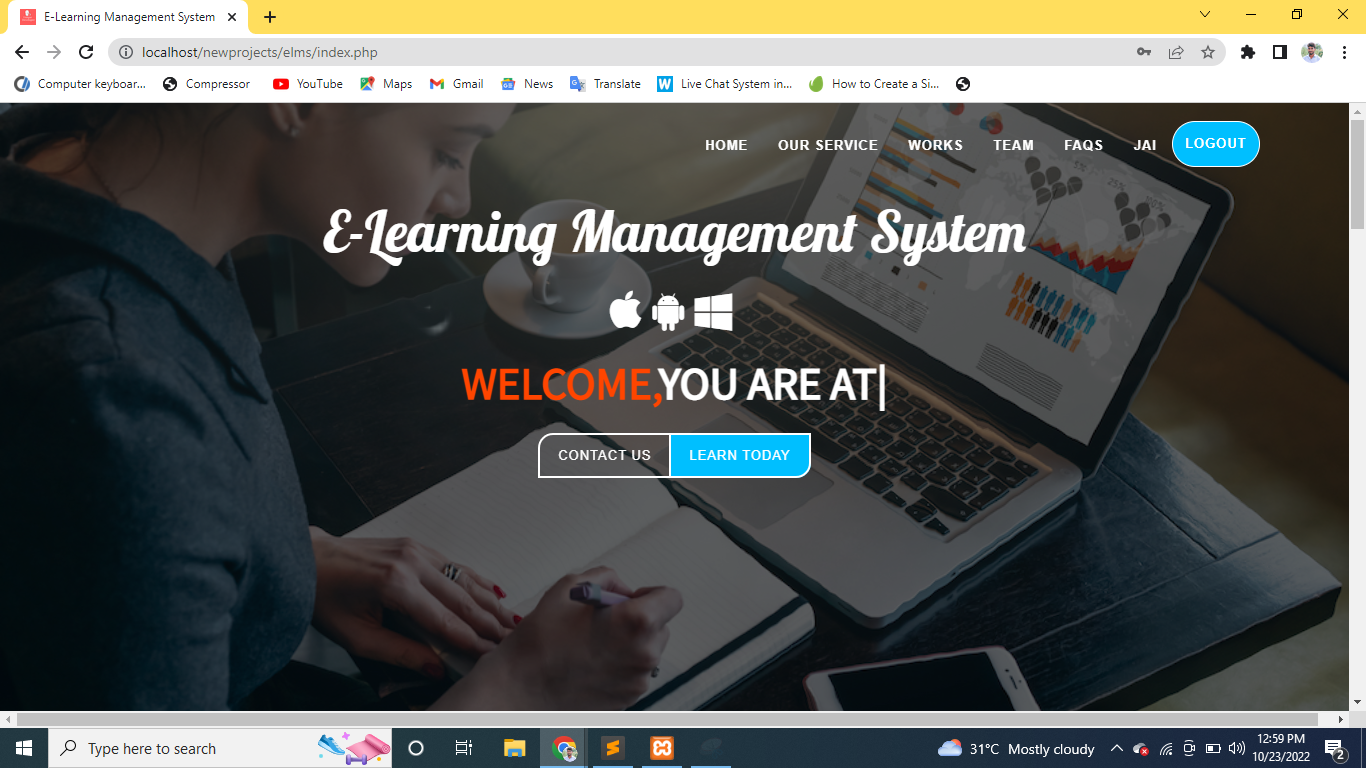 E-Learning Management System
localhost/newprojects/elms/index.php
Computer keyboar... Compressor YouTube Maps Gmail News Translate Live Chat System in... How to Create a Si...
HOME OUR SERVICE WORKS TEAM FAQS JAI LOGOUT
E-Learning Management System
WELCOME,YOU ARE AT|
CONTACT US LEARN TODAY
Type here to search
31°C Mostly cloudy
12:59 PM
10/23/2022
2